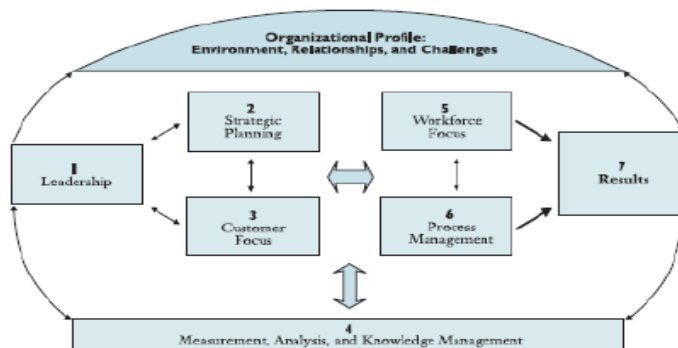 Organizational Profile:
Environment, Relationships, and Challenges
2
Strategic
Planning
5
Workforce
Focus
1
Leadership
7
Results
3
Customer
Focus
6
Process
Management
4
Measurement, Analysis, and Knowledge Management